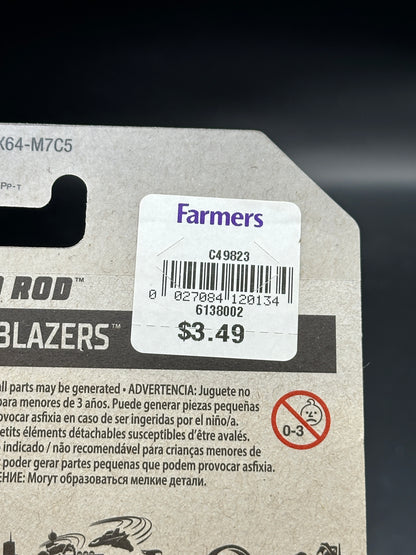 X64-M7C5
PP-T
Farmers
C49823
0 027084 120134
6138002
$3.49
ROD™
BLAZERS™
all parts may be generated • ADVERTENCIA: Juguete no
para menores de 3 años. Puede generar piezas pequeñas
provocar asfixia en caso de ser ingeridas por el niño/a.
petits éléments détachables susceptibles d'être avalés.
indicado / não recomendável para crianças menores de
poder gerar partes pequenas que podem provocar asfixia.
Могут образоваться мелкие детали.
0-3